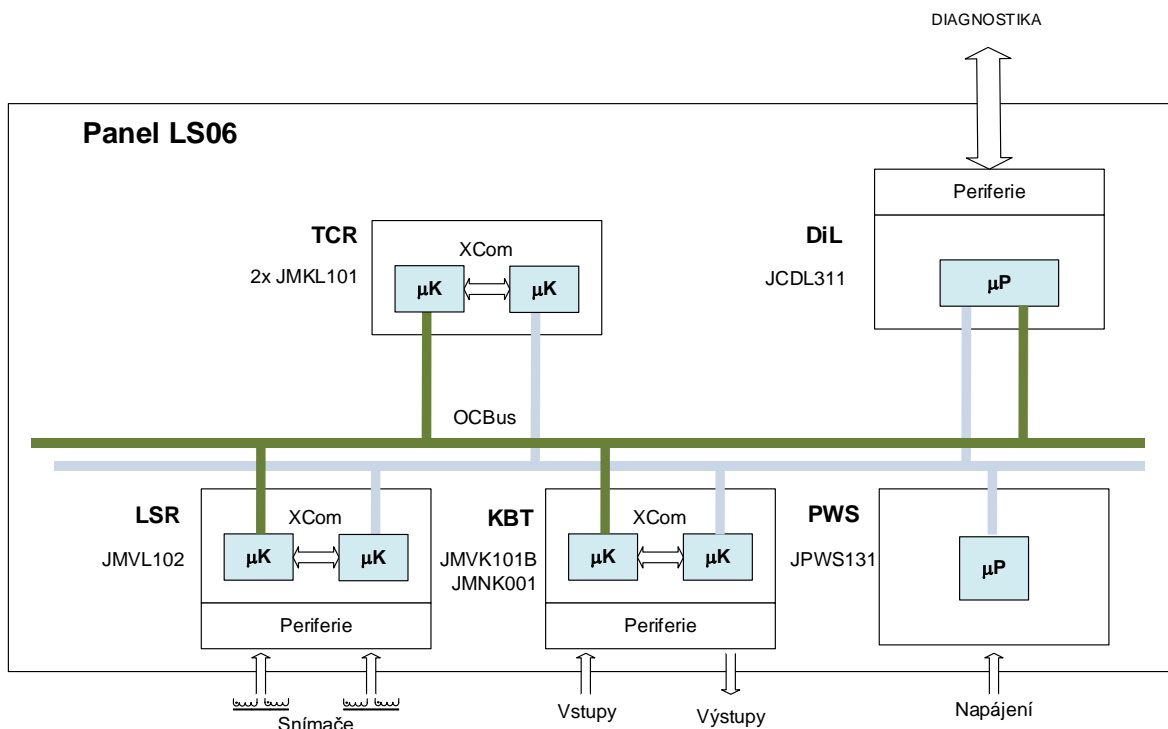 DIAGNOSTIKA
Panel LS06
Periferie
TCR
XCom
DiL
2x JMKL101
JCDL311
µK
µK
µP
OCBus
LSR
XCom
KBT
XCom
PWS
JMVL102
JMVK101B
JPWS131
JMNK001
µK
µK
µK
µK
µP
Periferie
Periferie
Snímače
Vstupy
Výstupy
Napájení